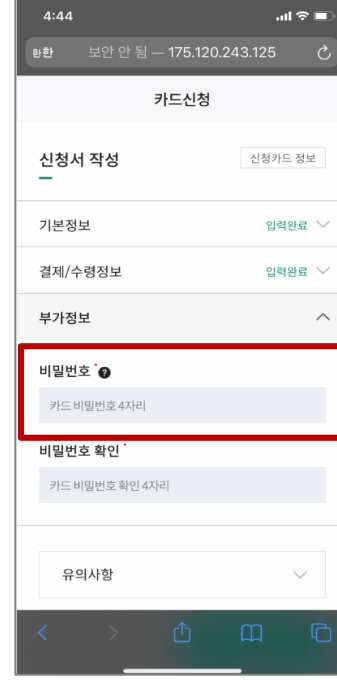 4:44
한한 보안 안 됨 — 175.120.243.125
카드신청
신청서 작성 신청카드 정보
기본정보 입력완료
결제/수령정보 입력완료
부가정보
비밀번호 * ?
카드 비밀번호 4자리
비밀번호 확인 *
카드 비밀번호 확인 4자리
유의사항